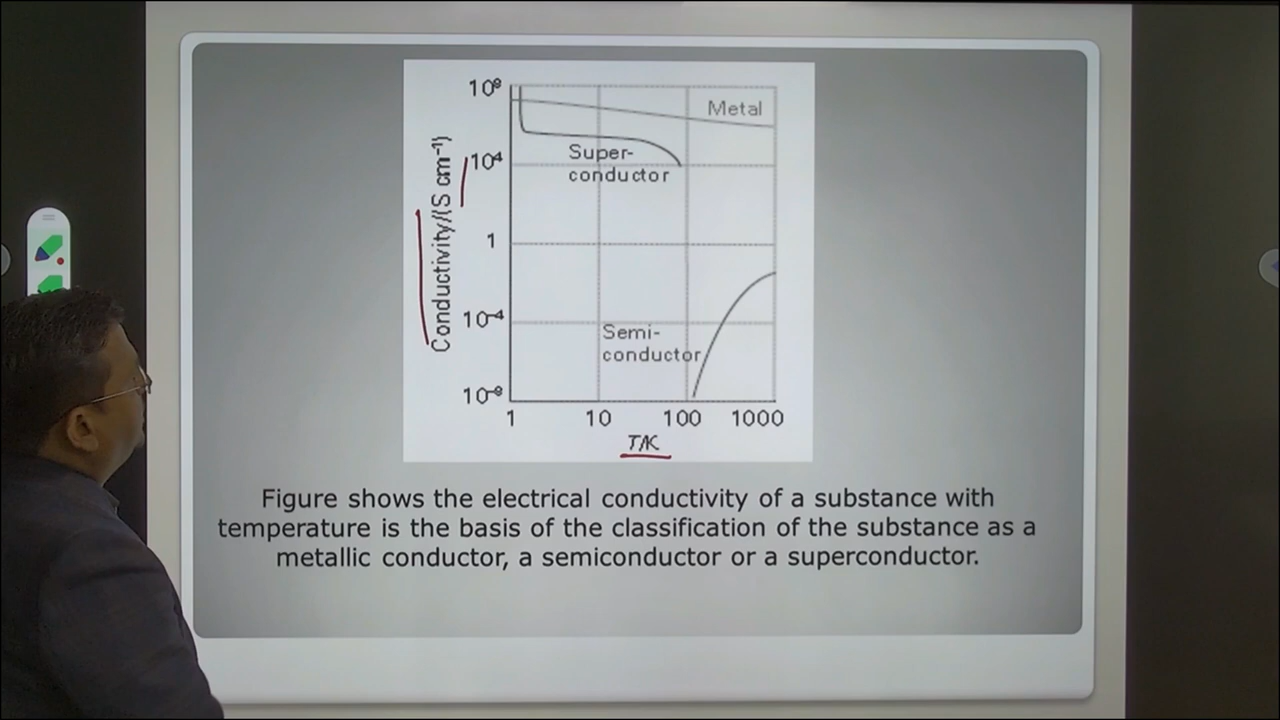 10⁸
Metal
Super-
conductor
10⁴
Conductivity/(S cm⁻¹)
1
10⁻⁴
Semi-
conductor
10⁻⁸
1 10 100 1000
T/K
Figure shows the electrical conductivity of a substance with
temperature is the basis of the classification of the substance as a
metallic conductor, a semiconductor or a superconductor.